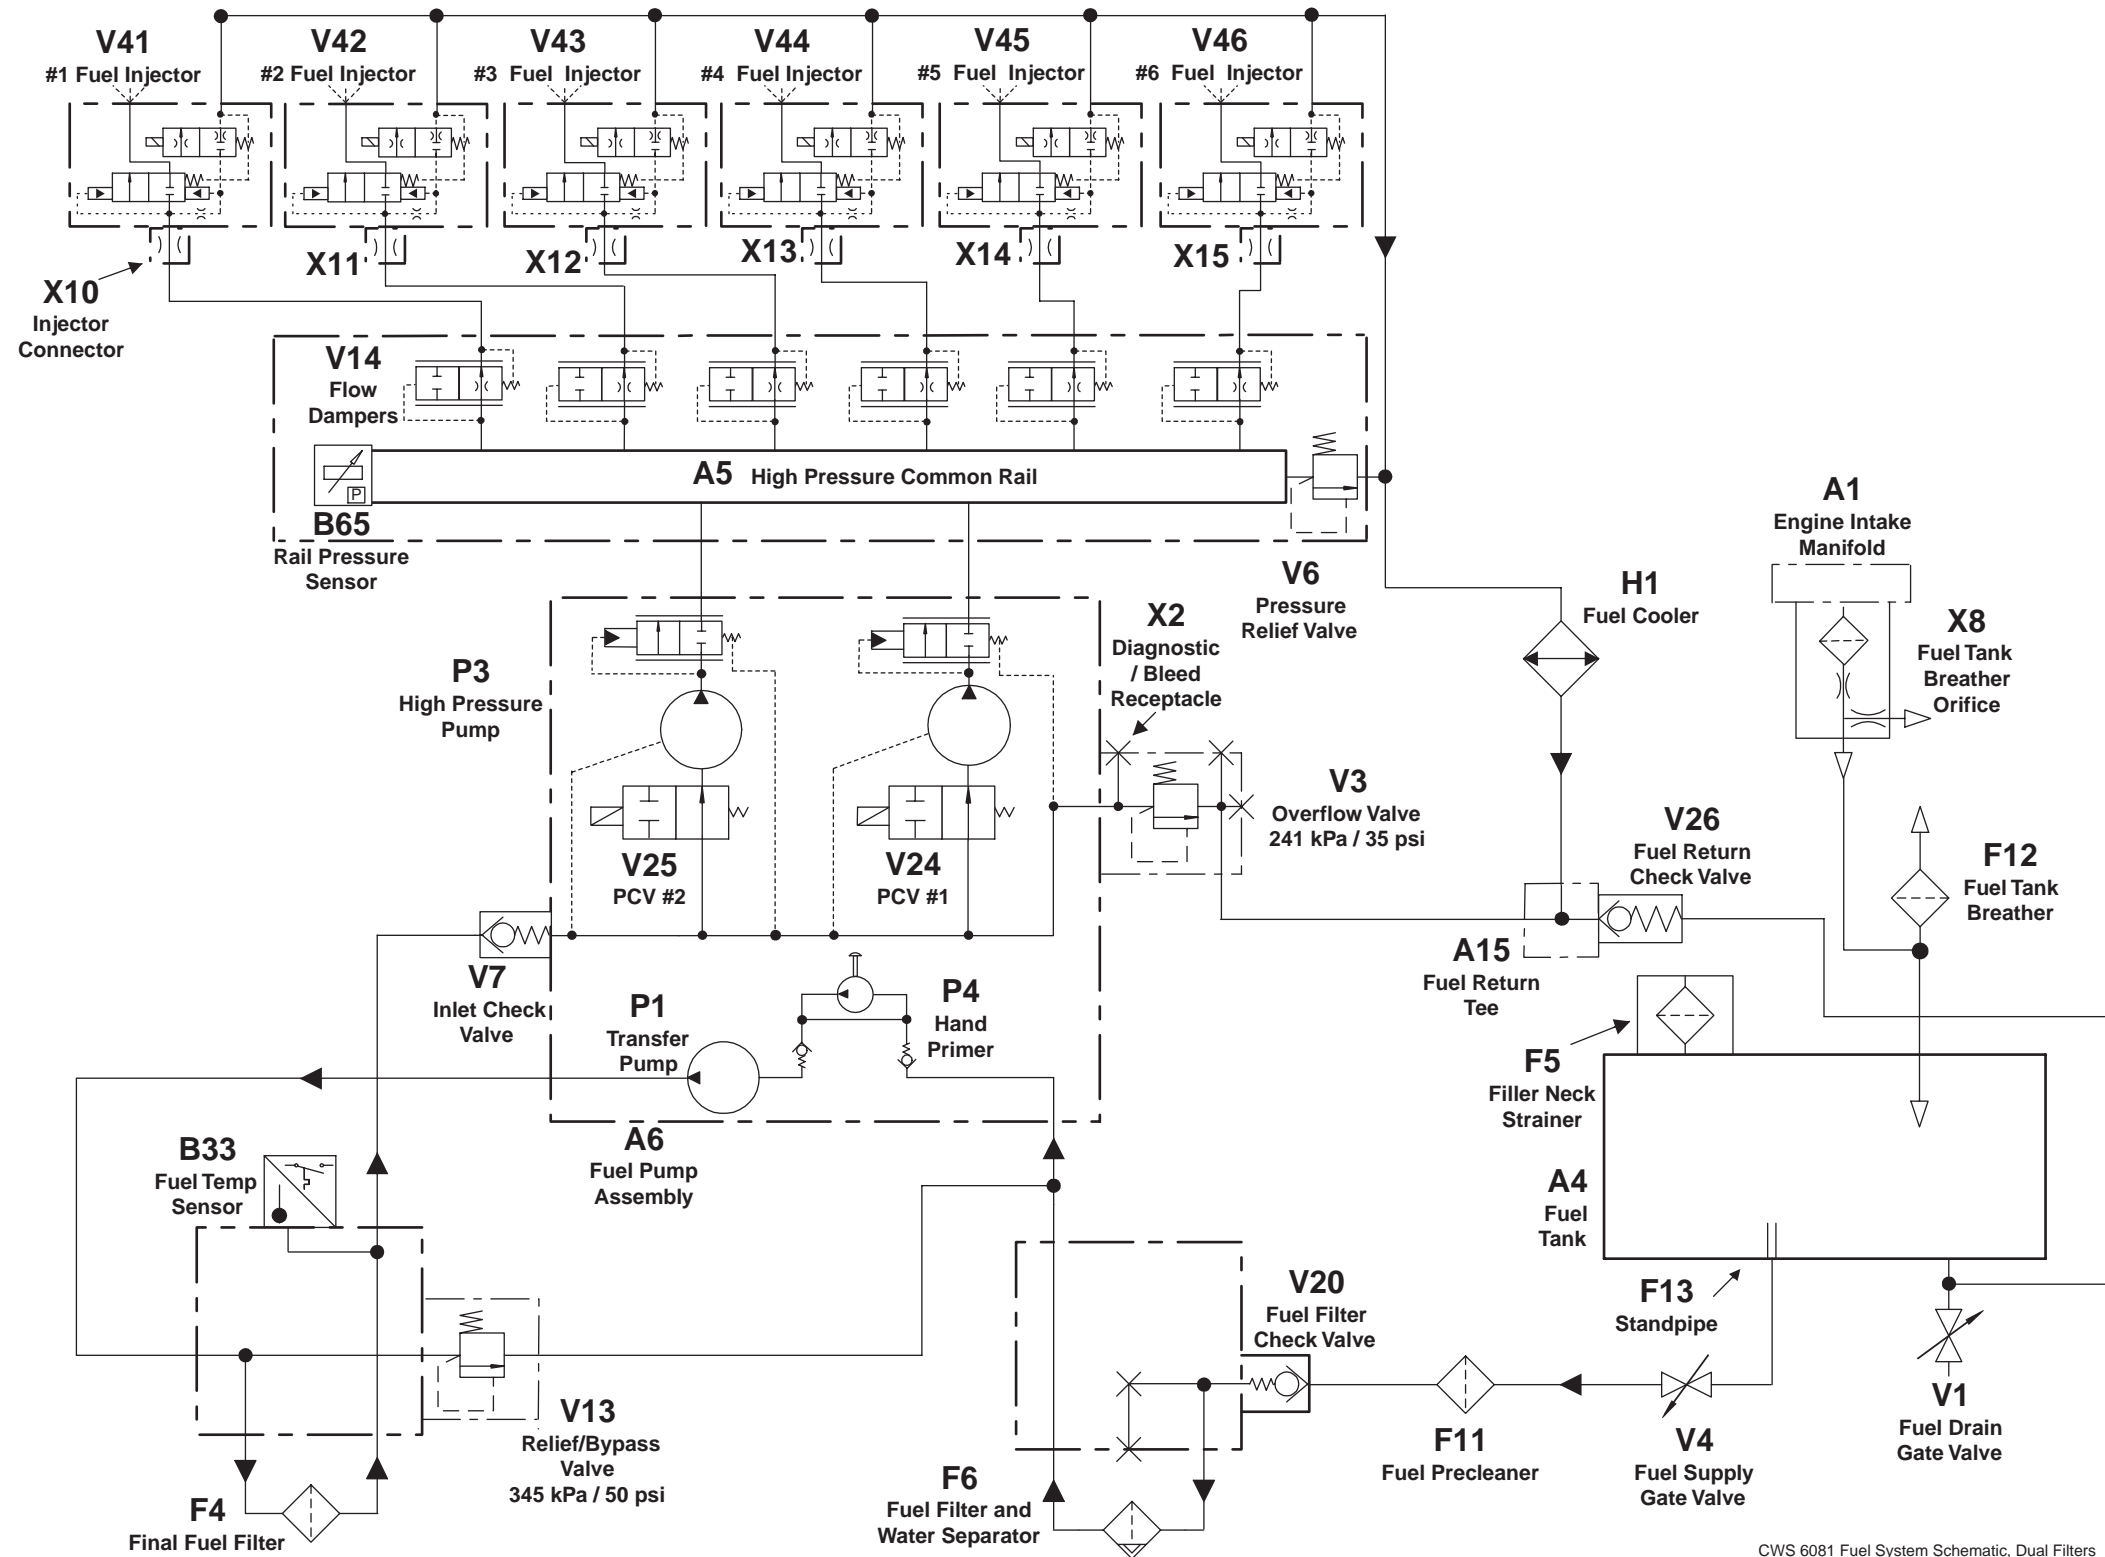 V41
#1 Fuel Injector
V42
#2 Fuel Injector
V43
#3 Fuel Injector
V44
#4 Fuel Injector
V45
#5 Fuel Injector
V46
#6 Fuel Injector
X10
Injector
Connector
X11
X12
X13
X14
X15
V14
Flow
Dampers
A5 High Pressure Common Rail
P
B65
Rail Pressure
Sensor
V6
Pressure
Relief Valve
H1
Fuel Cooler
A1
Engine Intake
Manifold
X8
Fuel Tank
Breather
Orifice
P3
High Pressure
Pump
X2
Diagnostic
/ Bleed
Receptacle
V3
Overflow Valve
241 kPa / 35 psi
V25
PCV #2
V24
PCV #1
V26
Fuel Return
Check Valve
F12
Fuel Tank
Breather
V7
Inlet Check
Valve
P1
Transfer
Pump
P4
Hand
Primer
A15
Fuel Return
Tee
F5
Filler Neck
Strainer
A6
Fuel Pump
Assembly
B33
Fuel Temp
Sensor
A4
Fuel
Tank
F13
Standpipe
V20
Fuel Filter
Check Valve
V13
Relief/Bypass
Valve
345 kPa / 50 psi
F4
Final Fuel Filter
F6
Fuel Filter and
Water Separator
F11
Fuel Precleaner
V4
Fuel Supply
Gate Valve
V1
Fuel Drain
Gate Valve
CWS 6081 Fuel System Schematic, Dual Filters